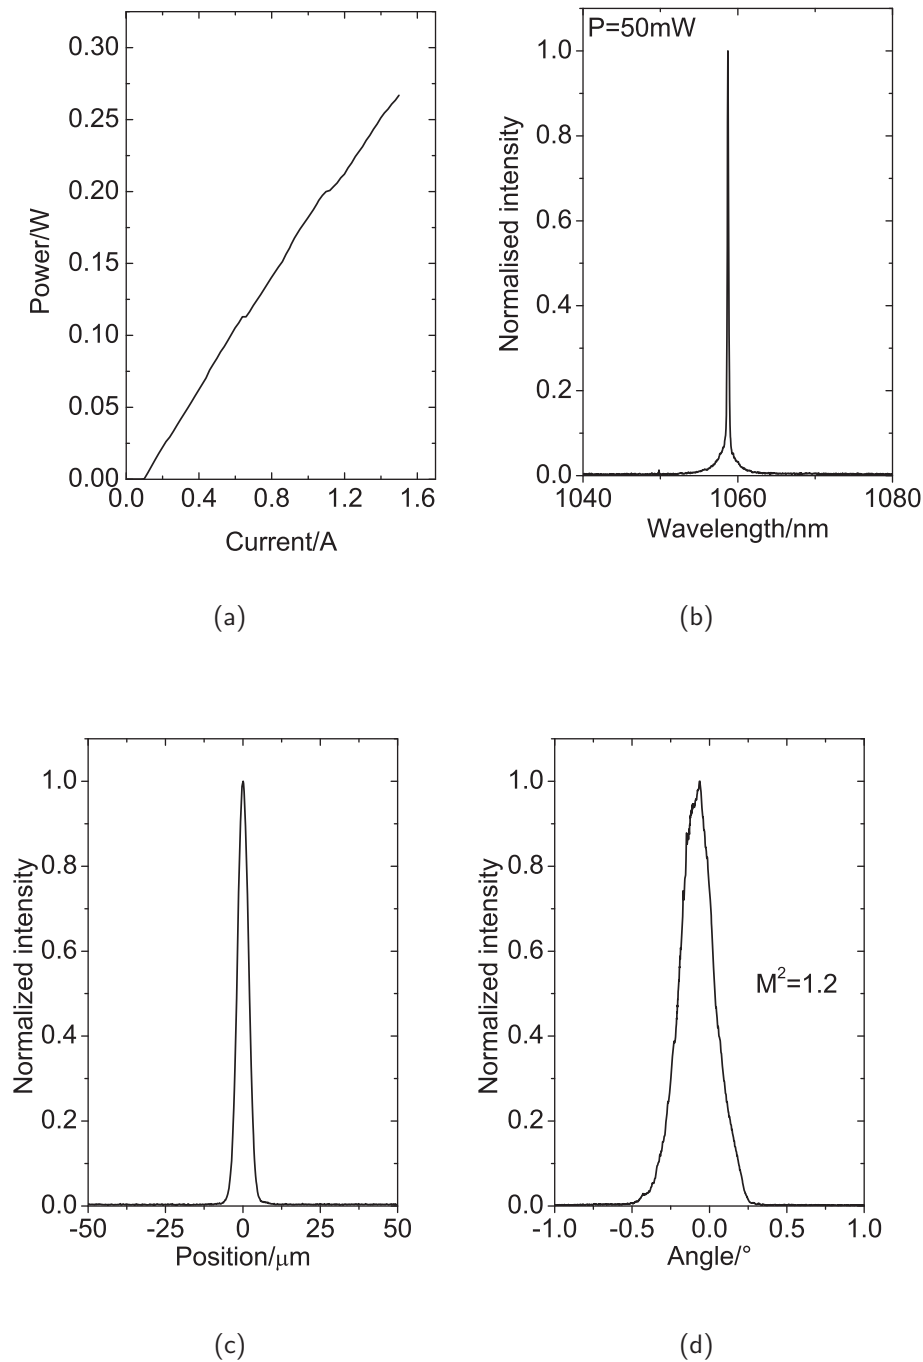 0.30
0.25
0.20
0.15
0.10
0.05
0.00
0.0 0.4 0.8 1.2 1.6
Power/W
Current/A
(a)
P=50mW
1.0
0.8
0.6
0.4
0.2
0.0
1040 1060 1080
Normalised intensity
Wavelength/nm
(b)
1.0
0.8
0.6
0.4
0.2
0.0
-50 -25 0 25 50
Normalized intensity
Position/μm
(c)
1.0
0.8
0.6
0.4
0.2
0.0
-1.0 -0.5 0.0 0.5 1.0
Normalized intensity
M²=1.2
Angle/°
(d)